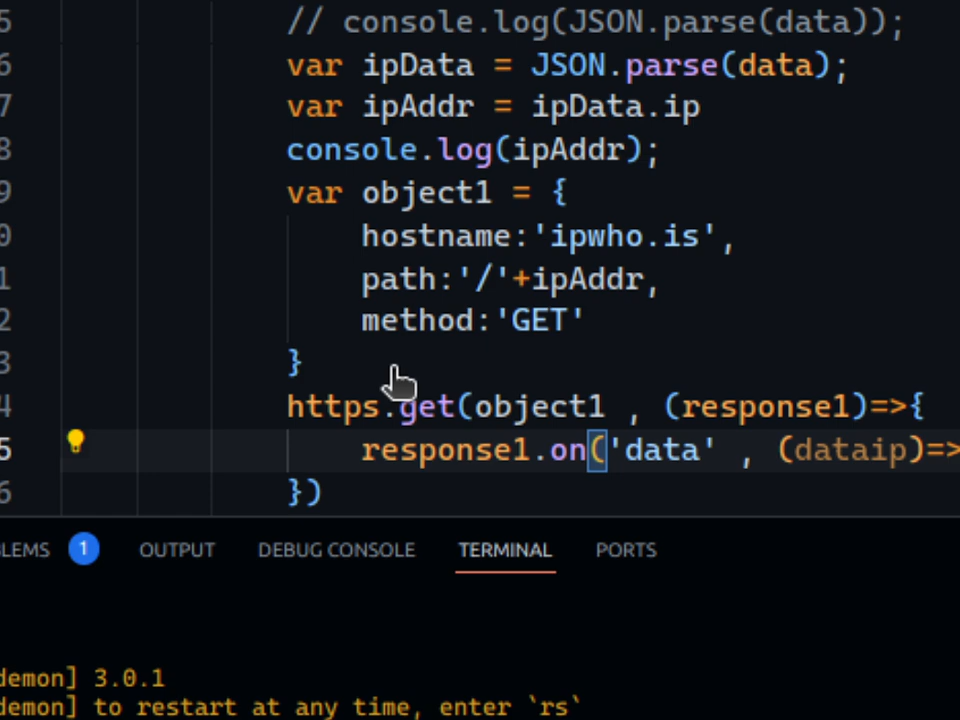 5 // console.log(JSON.parse(data));
6 var ipData = JSON.parse(data);
7 var ipAddr = ipData.ip
8 console.log(ipAddr);
9 var object1 = {
0 hostname:'ipwho.is',
1 path:'/'+ipAddr,
2 method:'GET'
3 }
4 https.get(object1 , (response1)=>{
5 response1.on('data' , (dataip)=>
6 })
BLEMS 1 OUTPUT DEBUG CONSOLE TERMINAL PORTS
demon] 3.0.1
demon] to restart at any time, enter `rs`